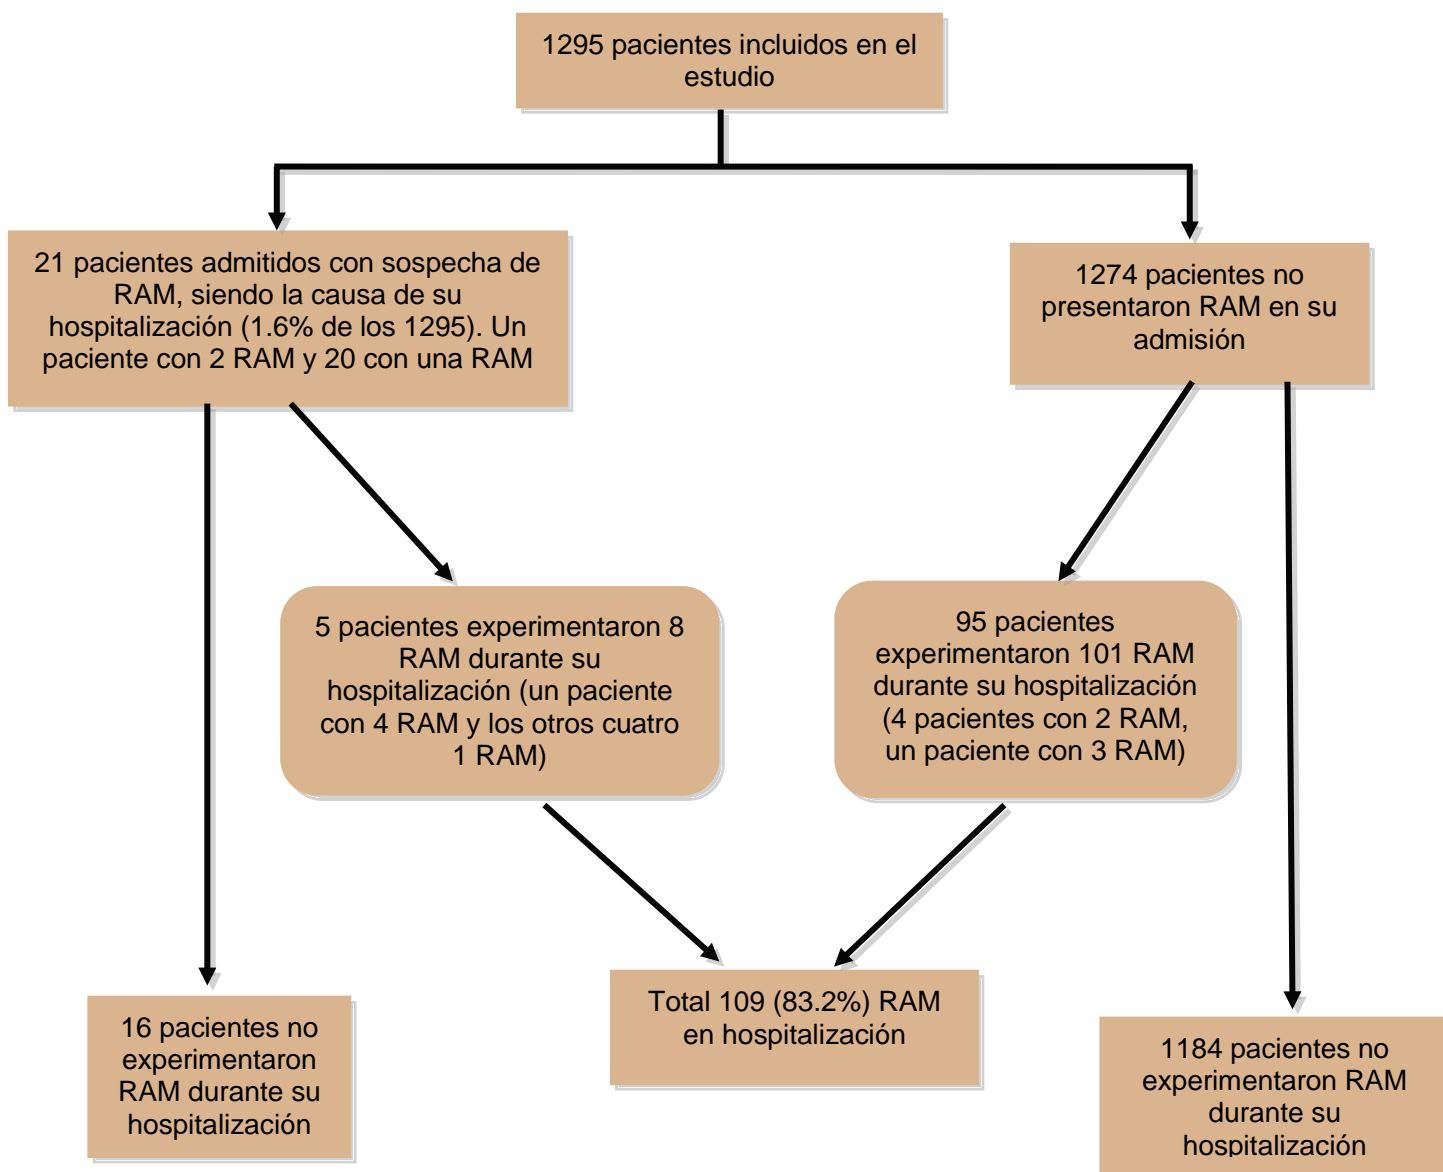 1295 pacientes incluidos en el
estudio
21 pacientes admitidos con sospecha de
RAM, siendo la causa de su
hospitalización (1.6% de los 1295). Un
paciente con 2 RAM y 20 con una RAM
1274 pacientes no
presentaron RAM en su
admisión
5 pacientes experimentaron 8
RAM durante su
hospitalización (un paciente
con 4 RAM y los otros cuatro
1 RAM)
95 pacientes
experimentaron 101 RAM
durante su hospitalización
(4 pacientes con 2 RAM,
un paciente con 3 RAM)
16 pacientes no
experimentaron
RAM durante su
hospitalización
Total 109 (83.2%) RAM
en hospitalización
1184 pacientes no
experimentaron RAM
durante su
hospitalización